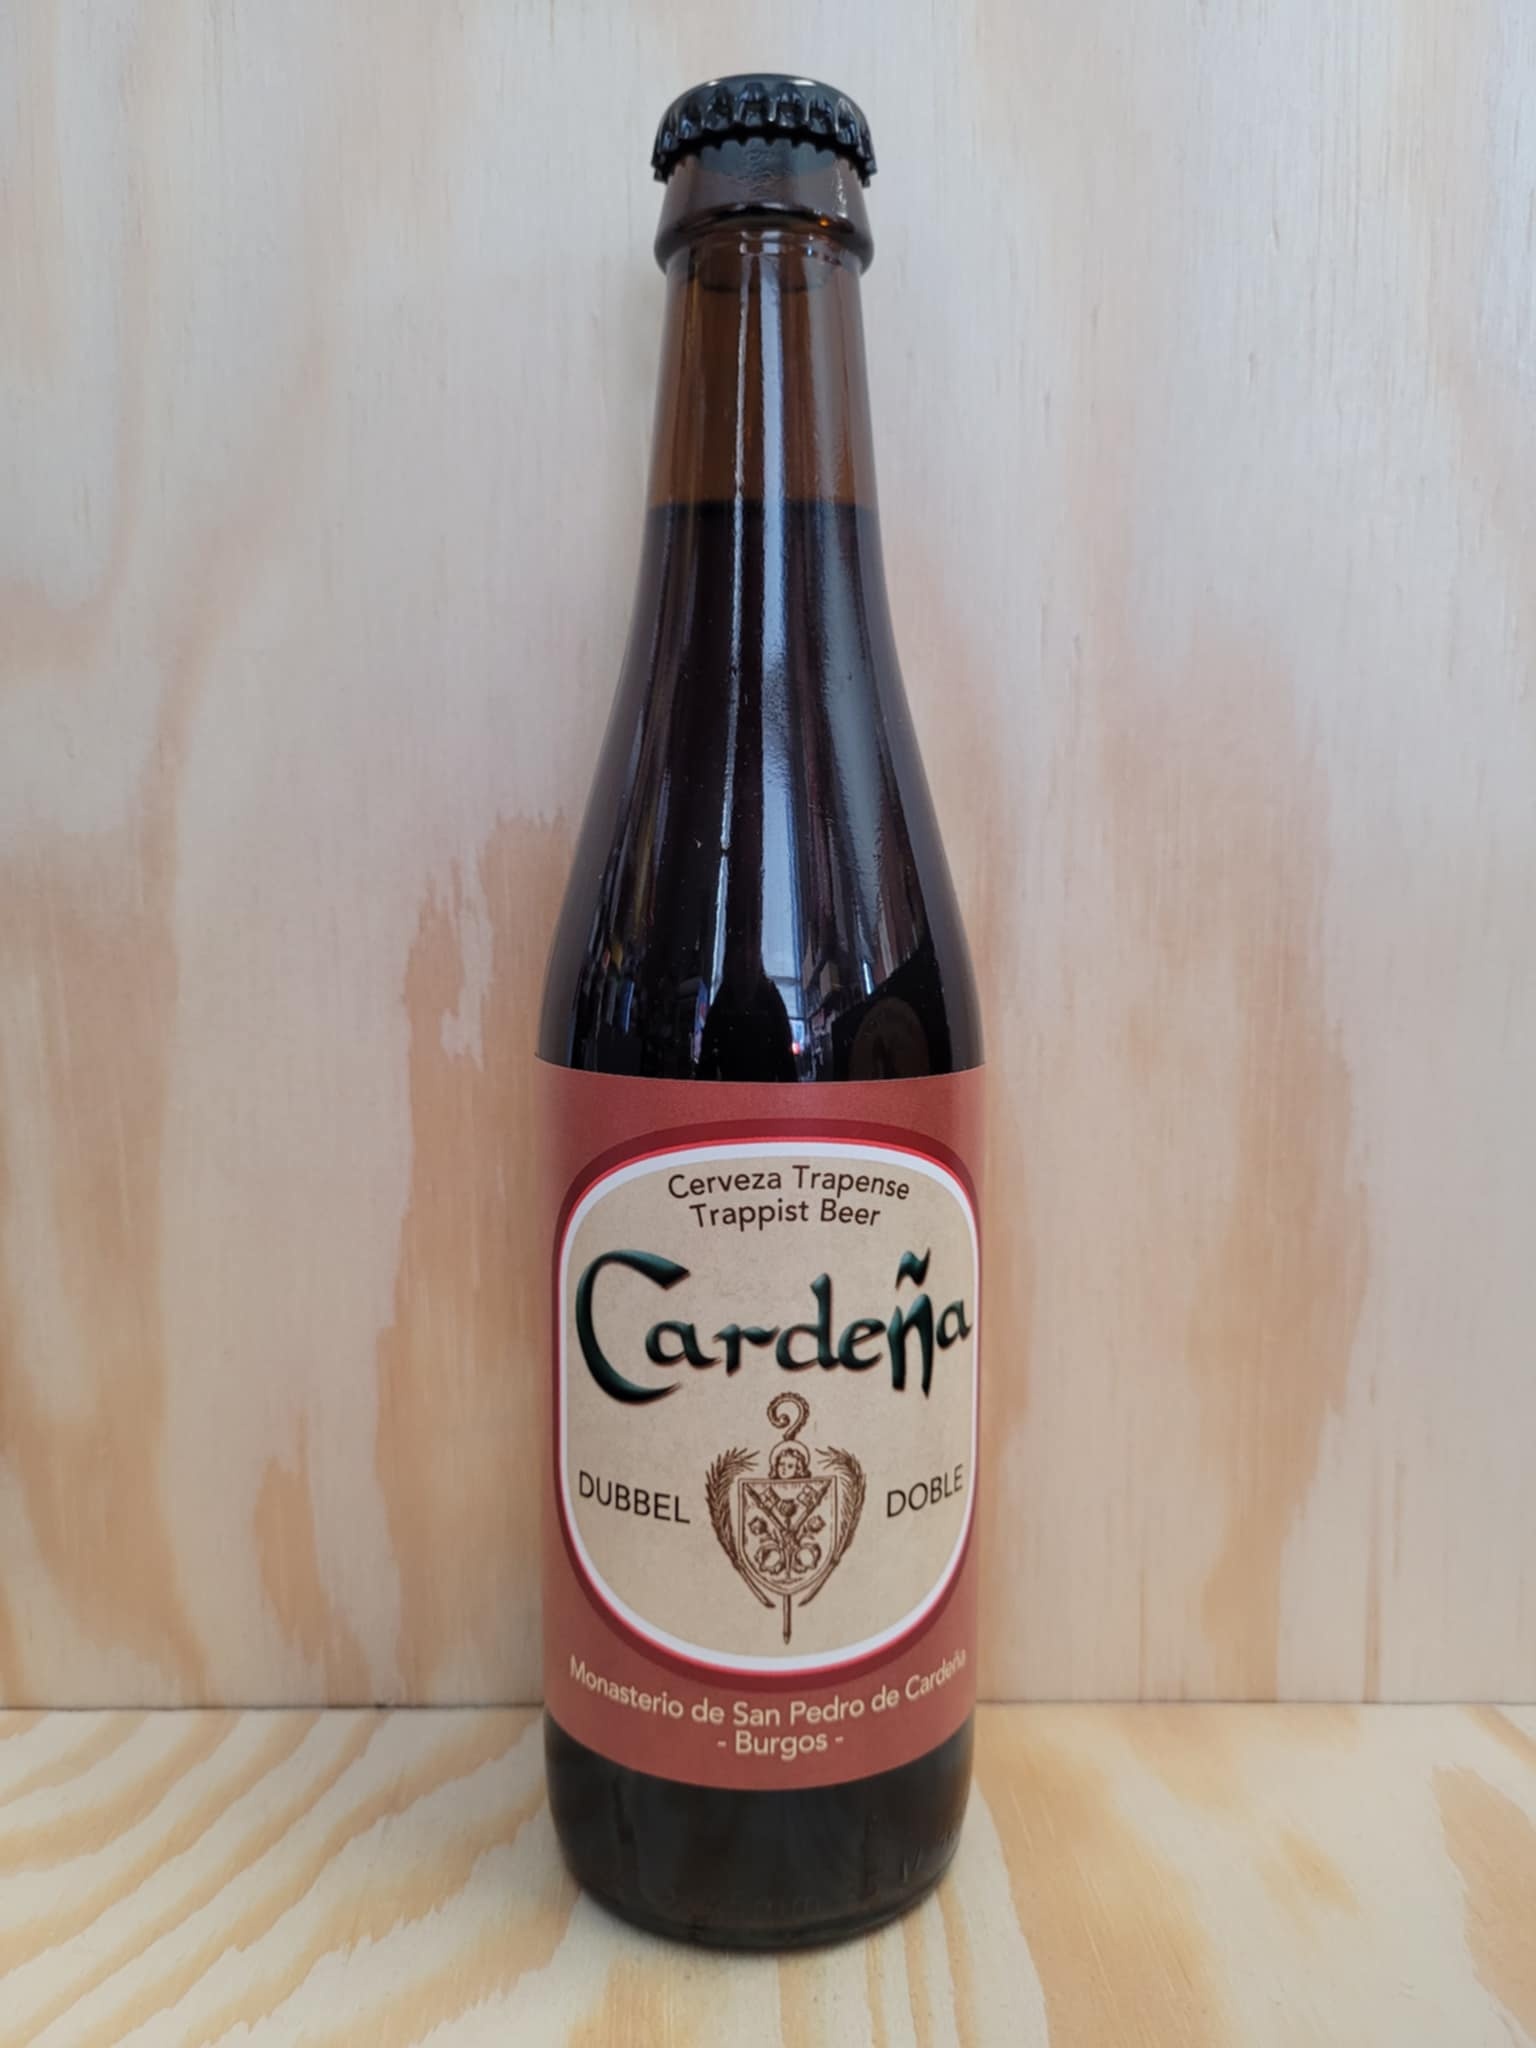 Cerveza Trapense
Trappist Beer
Cardeña
DUBBEL DOBLE
Monasterio de San Pedro de Cardeña
- Burgos -